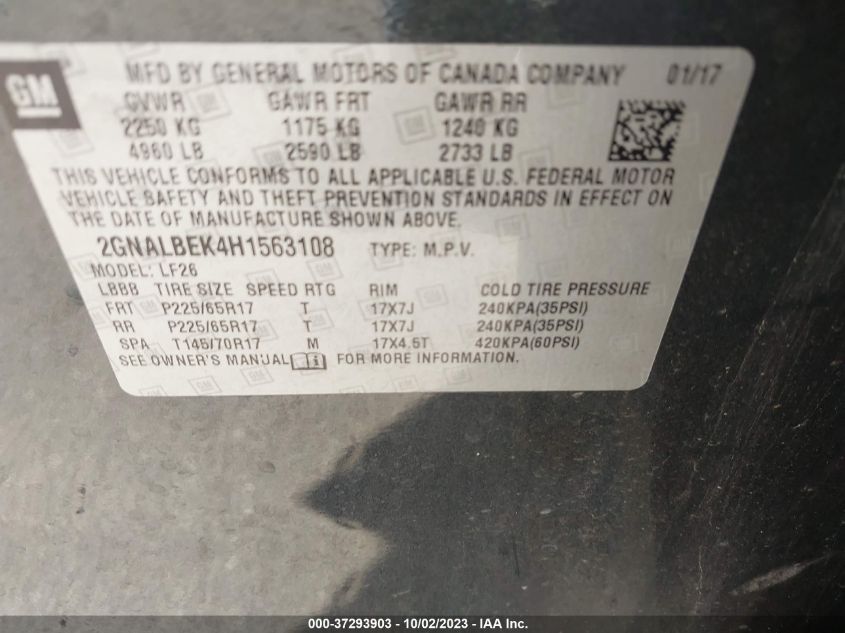 GM
MFD BY GENERAL MOTORS OF CANADA COMPANY 01/17
GVWR GAWR FRT GAWR RR
2250 KG 1175 KG 1240 KG
4960 LB 2590 LB 2733 LB
THIS VEHICLE CONFORMS TO ALL APPLICABLE U.S. FEDERAL MOTOR
VEHICLE SAFETY AND THEFT PREVENTION STANDARDS IN EFFECT ON
THE DATE OF MANUFACTURE SHOWN ABOVE.
2GNALBEK4H1563108 TYPE: M.P.V.
MODEL: LF26
LBBB TIRE SIZE SPEED RTG RIM COLD TIRE PRESSURE
FRT P225/65R17 T 17X7J 240KPA(35PSI)
RR P225/65R17 T 17X7J 240KPA(35PSI)
SPA T145/70R17 M 17X4.5T 420KPA(60PSI)
SEE OWNER'S MANUAL FOR MORE INFORMATION.
000-37293903 - 10/02/2023 - IAA Inc.